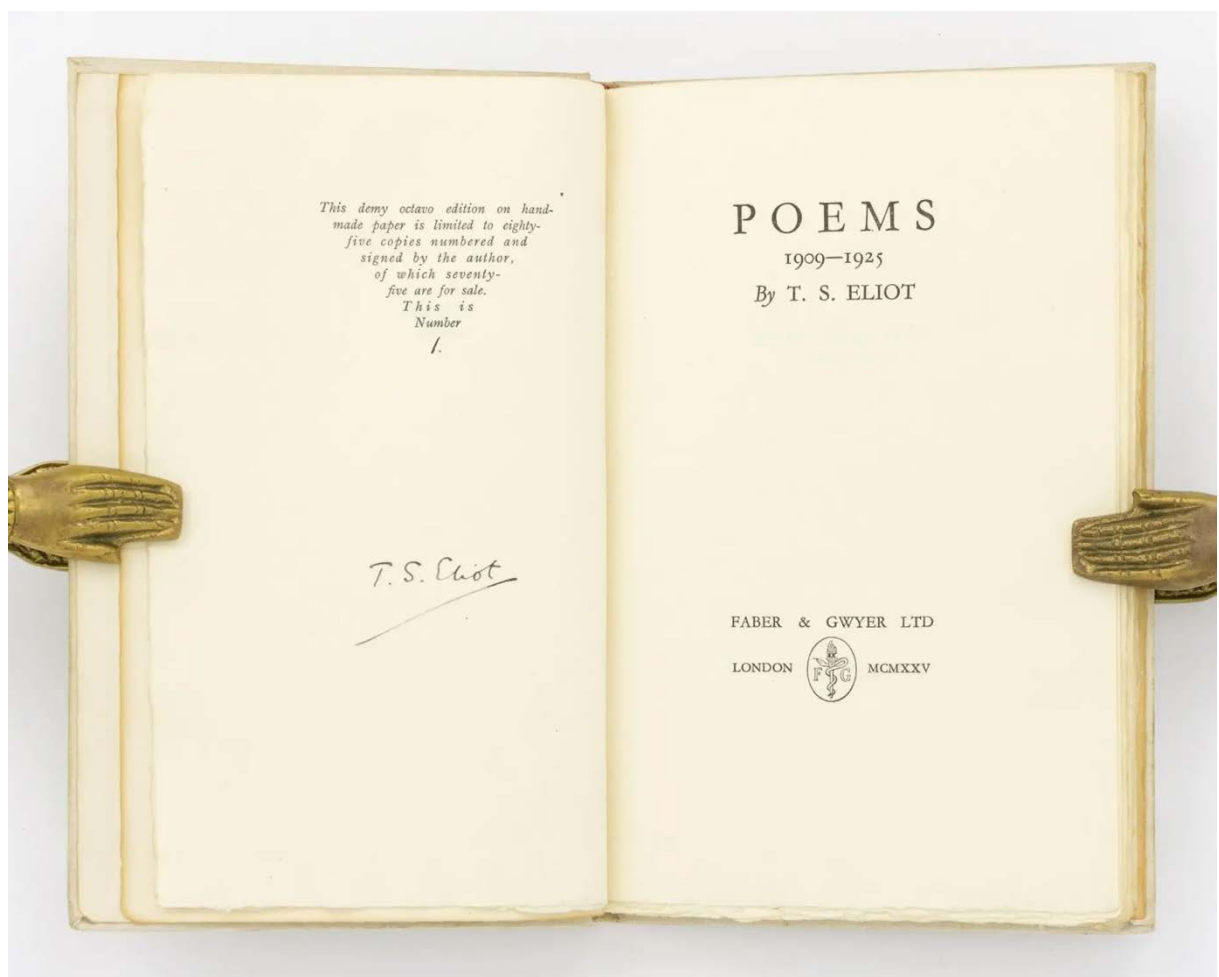 This demy octavo edition on hand-
made paper is limited to eighty-
five copies numbered and
signed by the author,
of which seventy-
five are for sale.
This is
Number
1.
T. S. Eliot
POEMS
1909—1925
By T. S. ELIOT
FABER & GWYER LTD
LONDON F G MCMXXV